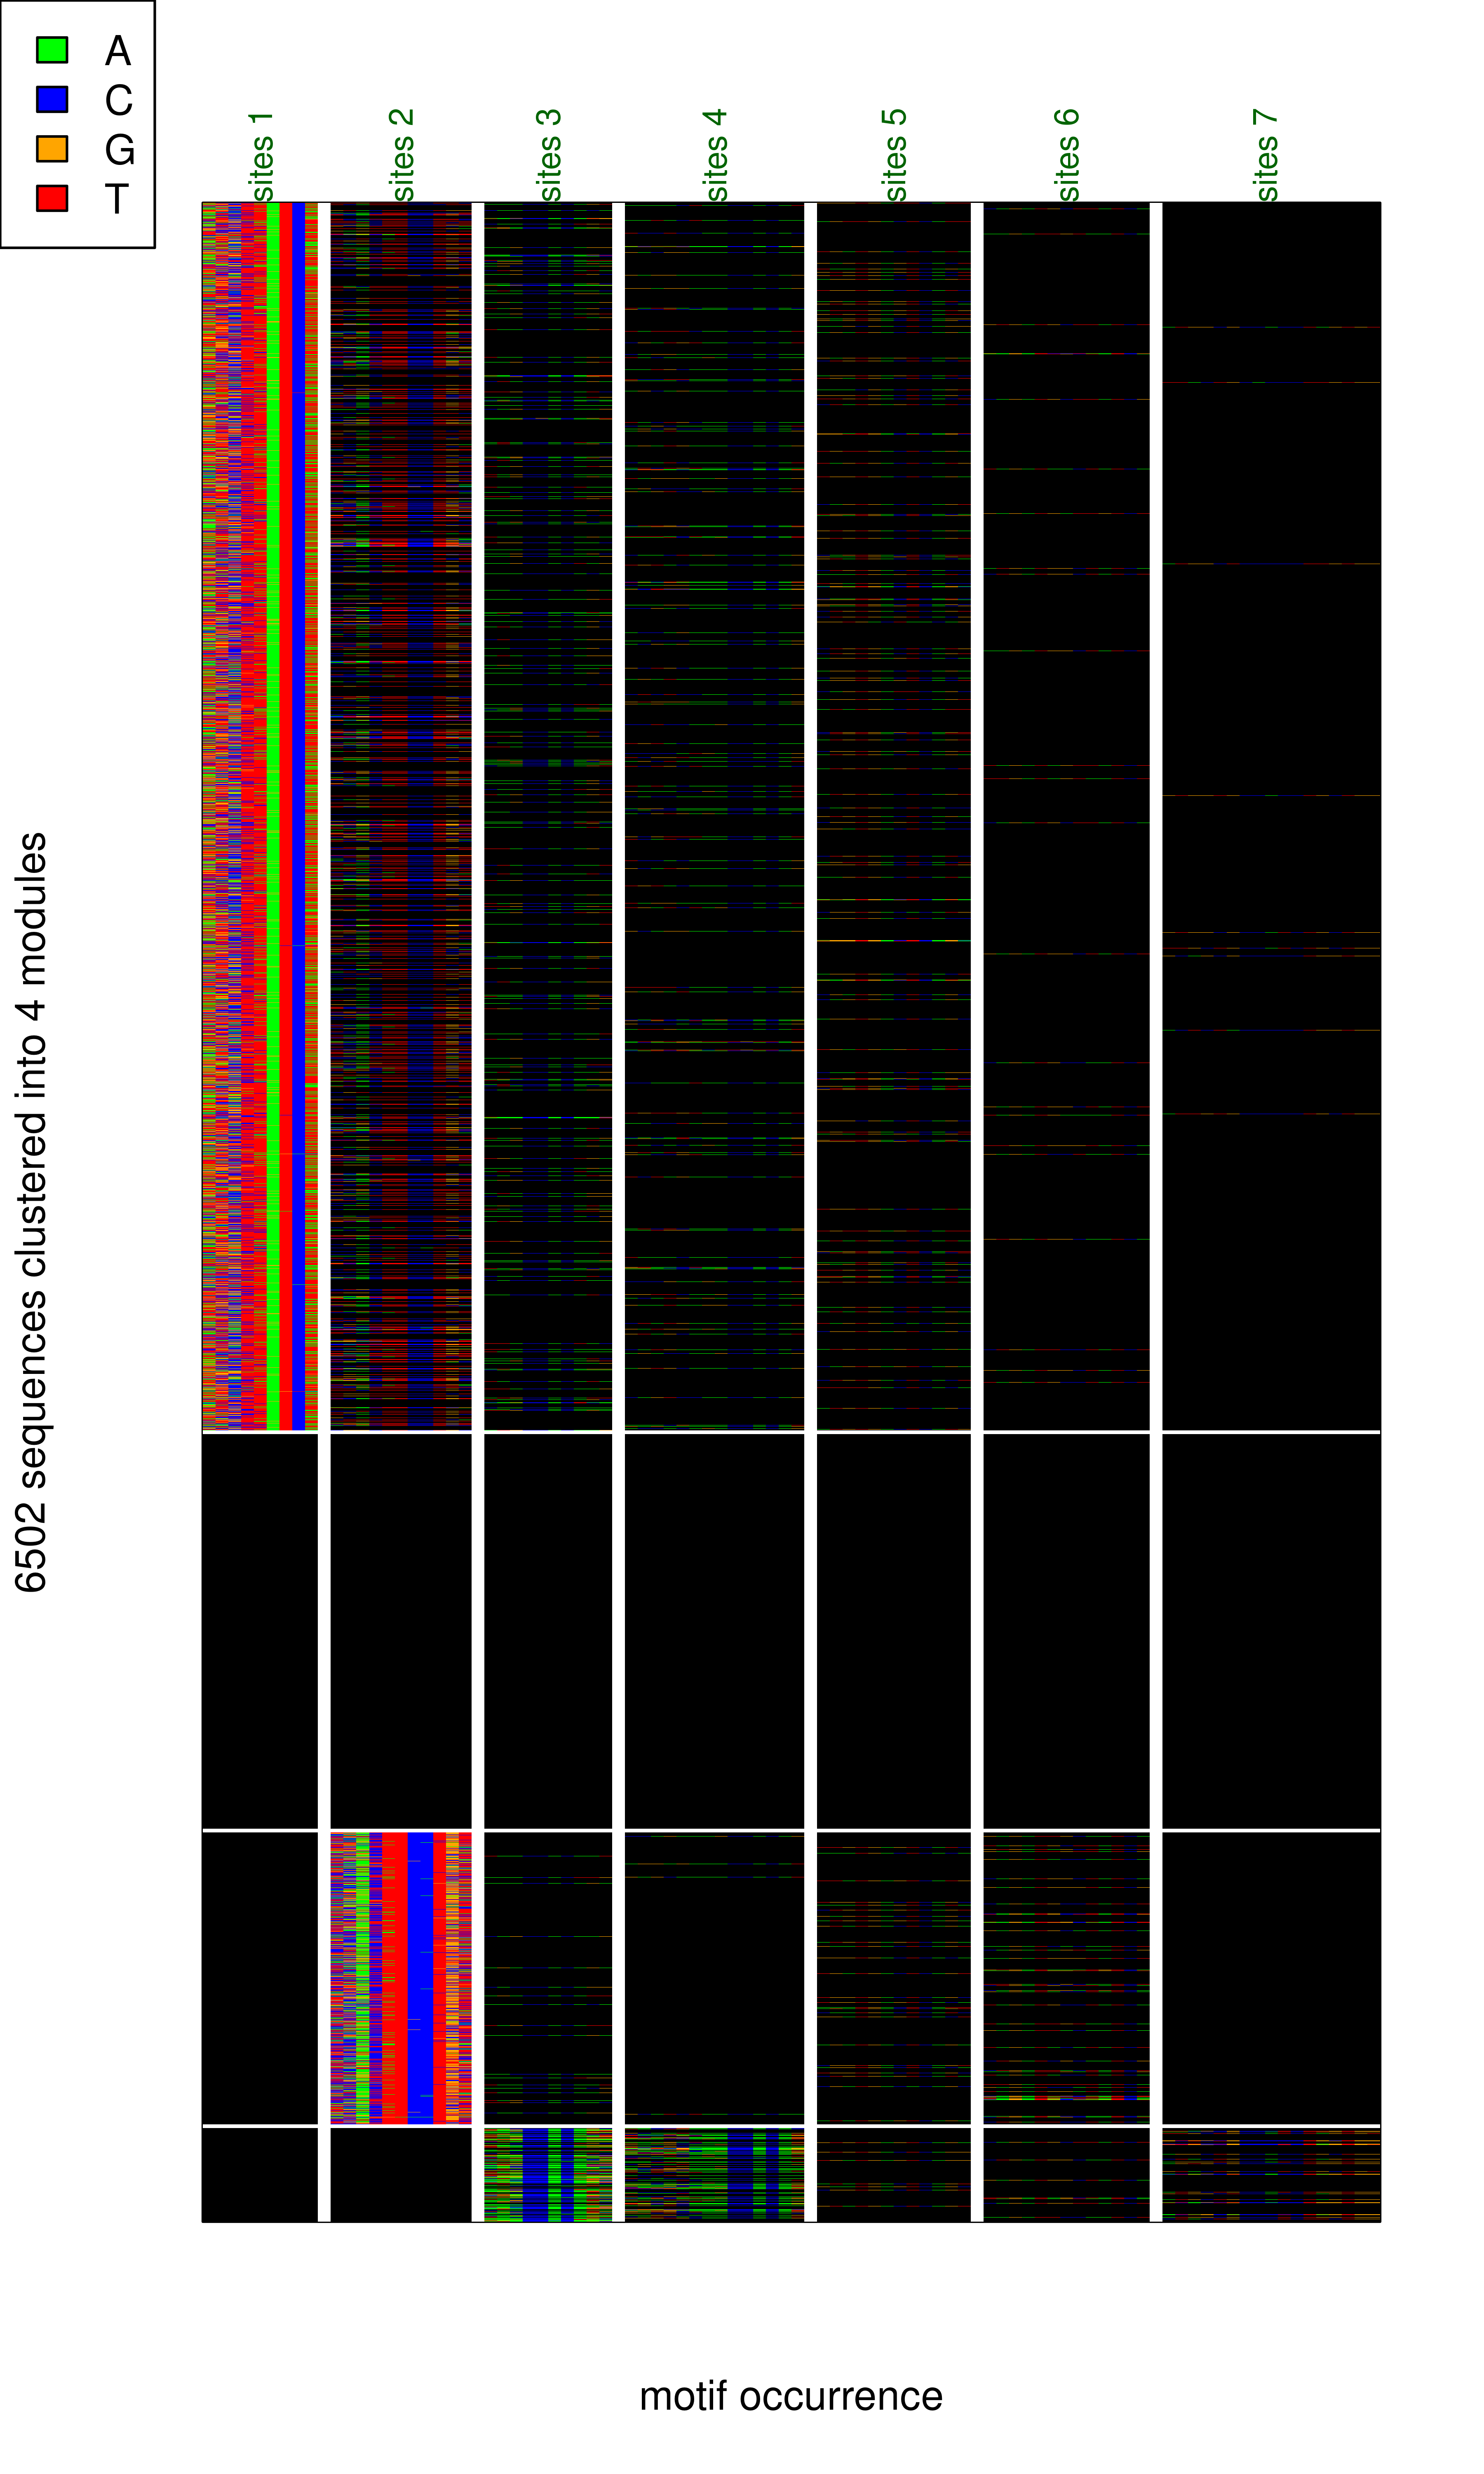 A
C
G
T
sites 1
sites 2
sites 3
sites 4
sites 5
sites 6
sites 7
6502 sequences clustered into 4 modules
motif occurrence